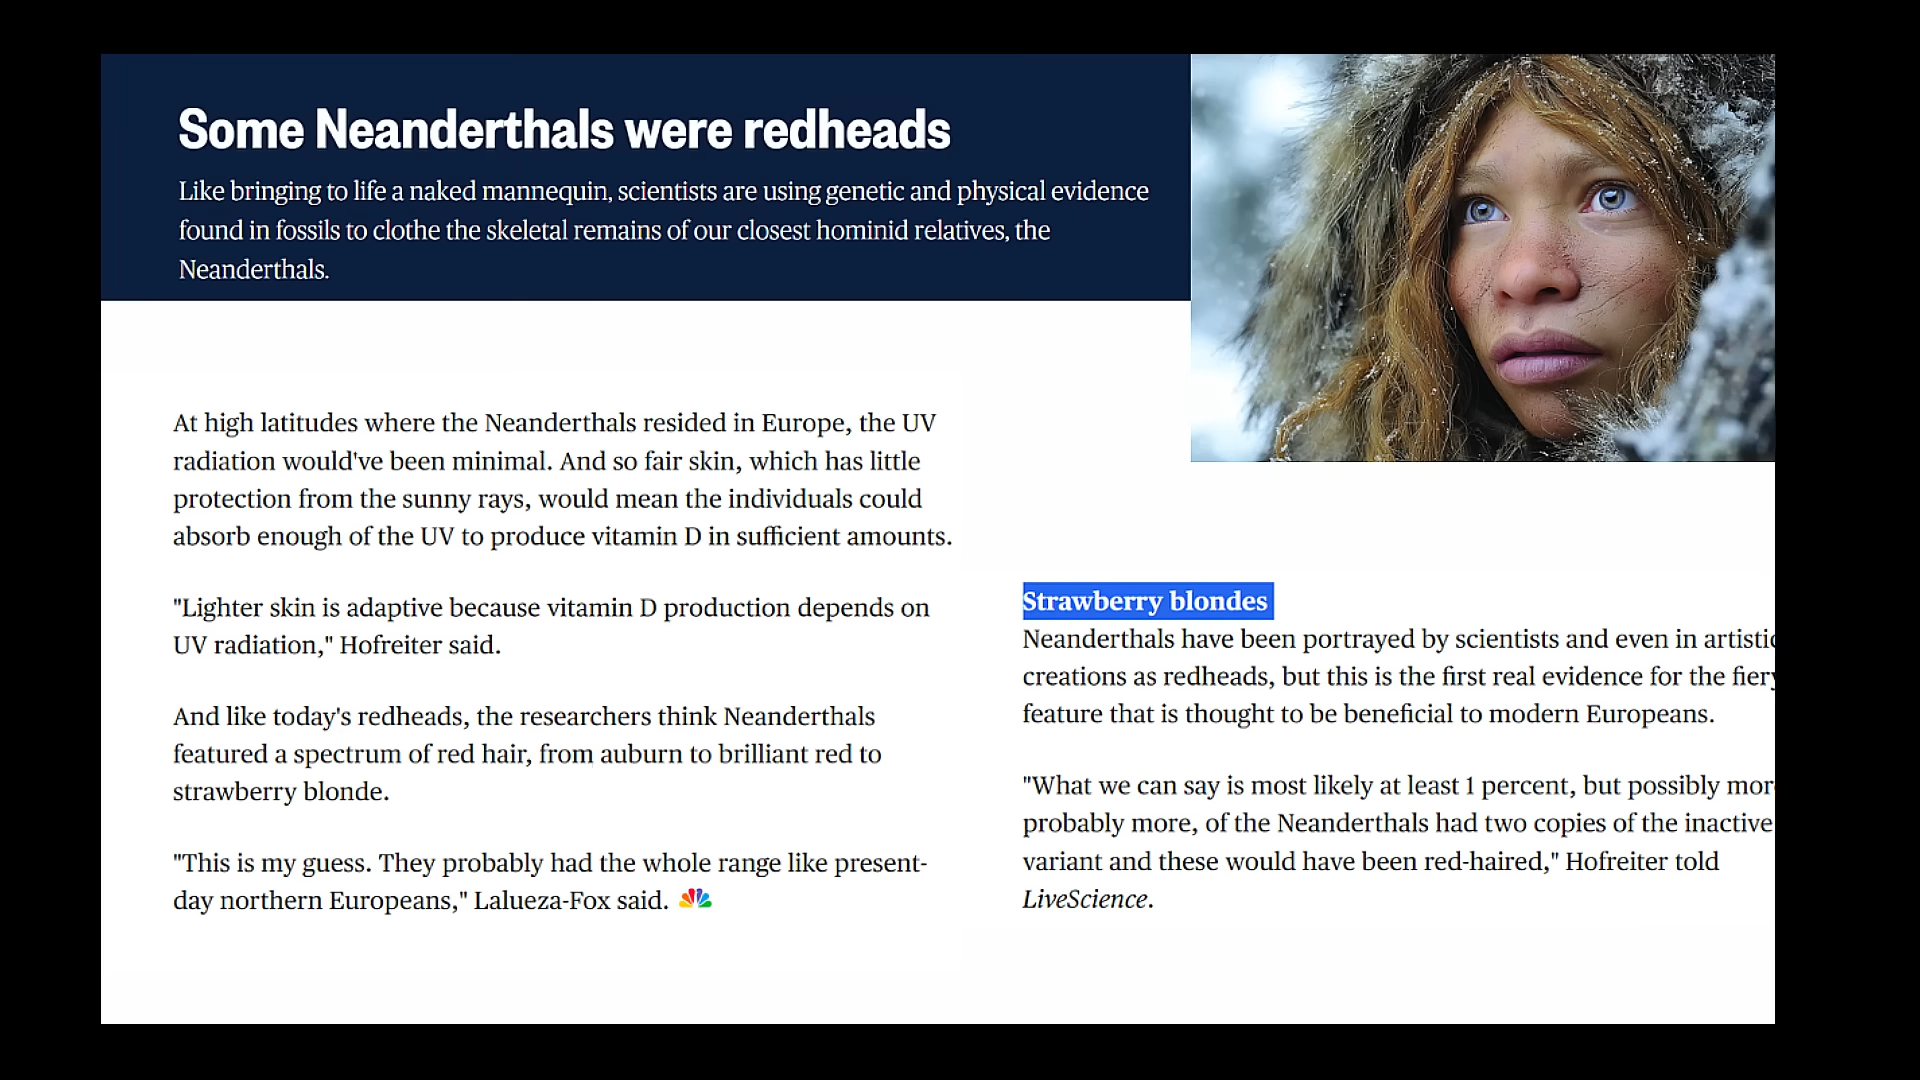 Some Neanderthals were redheads
Like bringing to life a naked mannequin, scientists are using genetic and physical evidence
found in fossils to clothe the skeletal remains of our closest hominid relatives, the
Neanderthals.
At high latitudes where the Neanderthals resided in Europe, the UV
radiation would've been minimal. And so fair skin, which has little
protection from the sunny rays, would mean the individuals could
absorb enough of the UV to produce vitamin D in sufficient amounts.
"Lighter skin is adaptive because vitamin D production depends on
UV radiation," Hofreiter said.
And like today's redheads, the researchers think Neanderthals
featured a spectrum of red hair, from auburn to brilliant red to
strawberry blonde.
"This is my guess. They probably had the whole range like present-
day northern Europeans," Lalueza-Fox said.
Strawberry blondes
Neanderthals have been portrayed by scientists and even in artistic
creations as redheads, but this is the first real evidence for the fiery
feature that is thought to be beneficial to modern Europeans.
"What we can say is most likely at least 1 percent, but possibly mor
probably more, of the Neanderthals had two copies of the inactive
variant and these would have been red-haired," Hofreiter told
LiveScience.